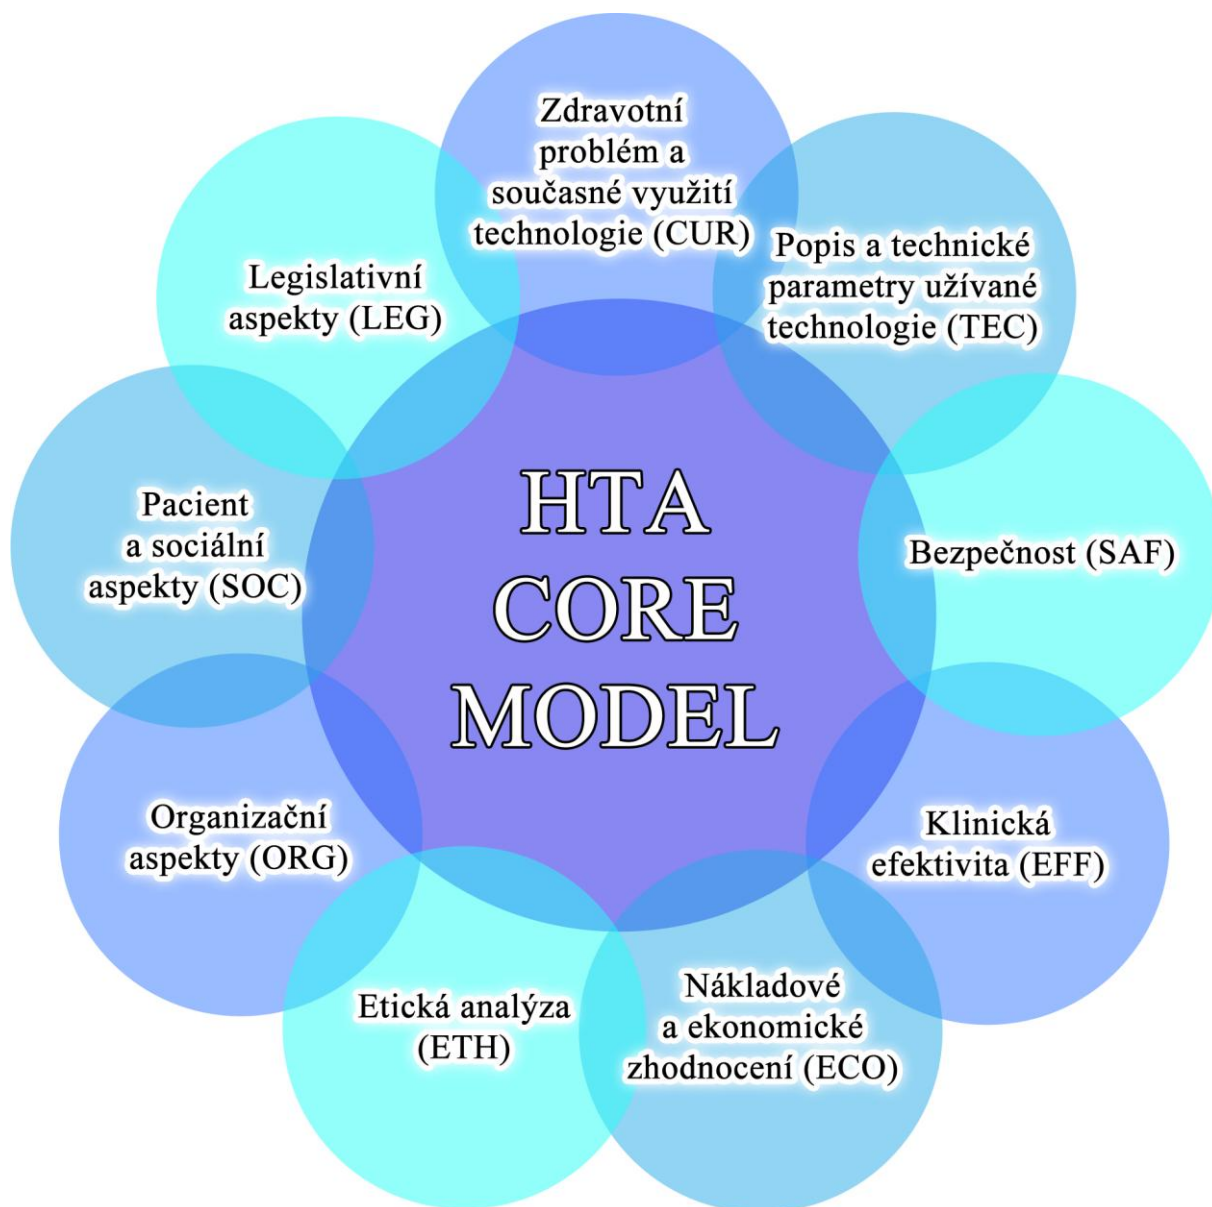 Zdravotní
problém a
současné využití
technologie (CUR)
Popis a technické
parametry užívané
technologie (TEC)
Bezpečnost (SAF)
Klinická
efektivita (EFF)
Nákladové
a ekonomické
zhodnocení (ECO)
Etická analýza
(ETH)
Organizační
aspekty (ORG)
Pacient
a sociální
aspekty (SOC)
Legislativní
aspekty (LEG)
HTA
CORE
MODEL